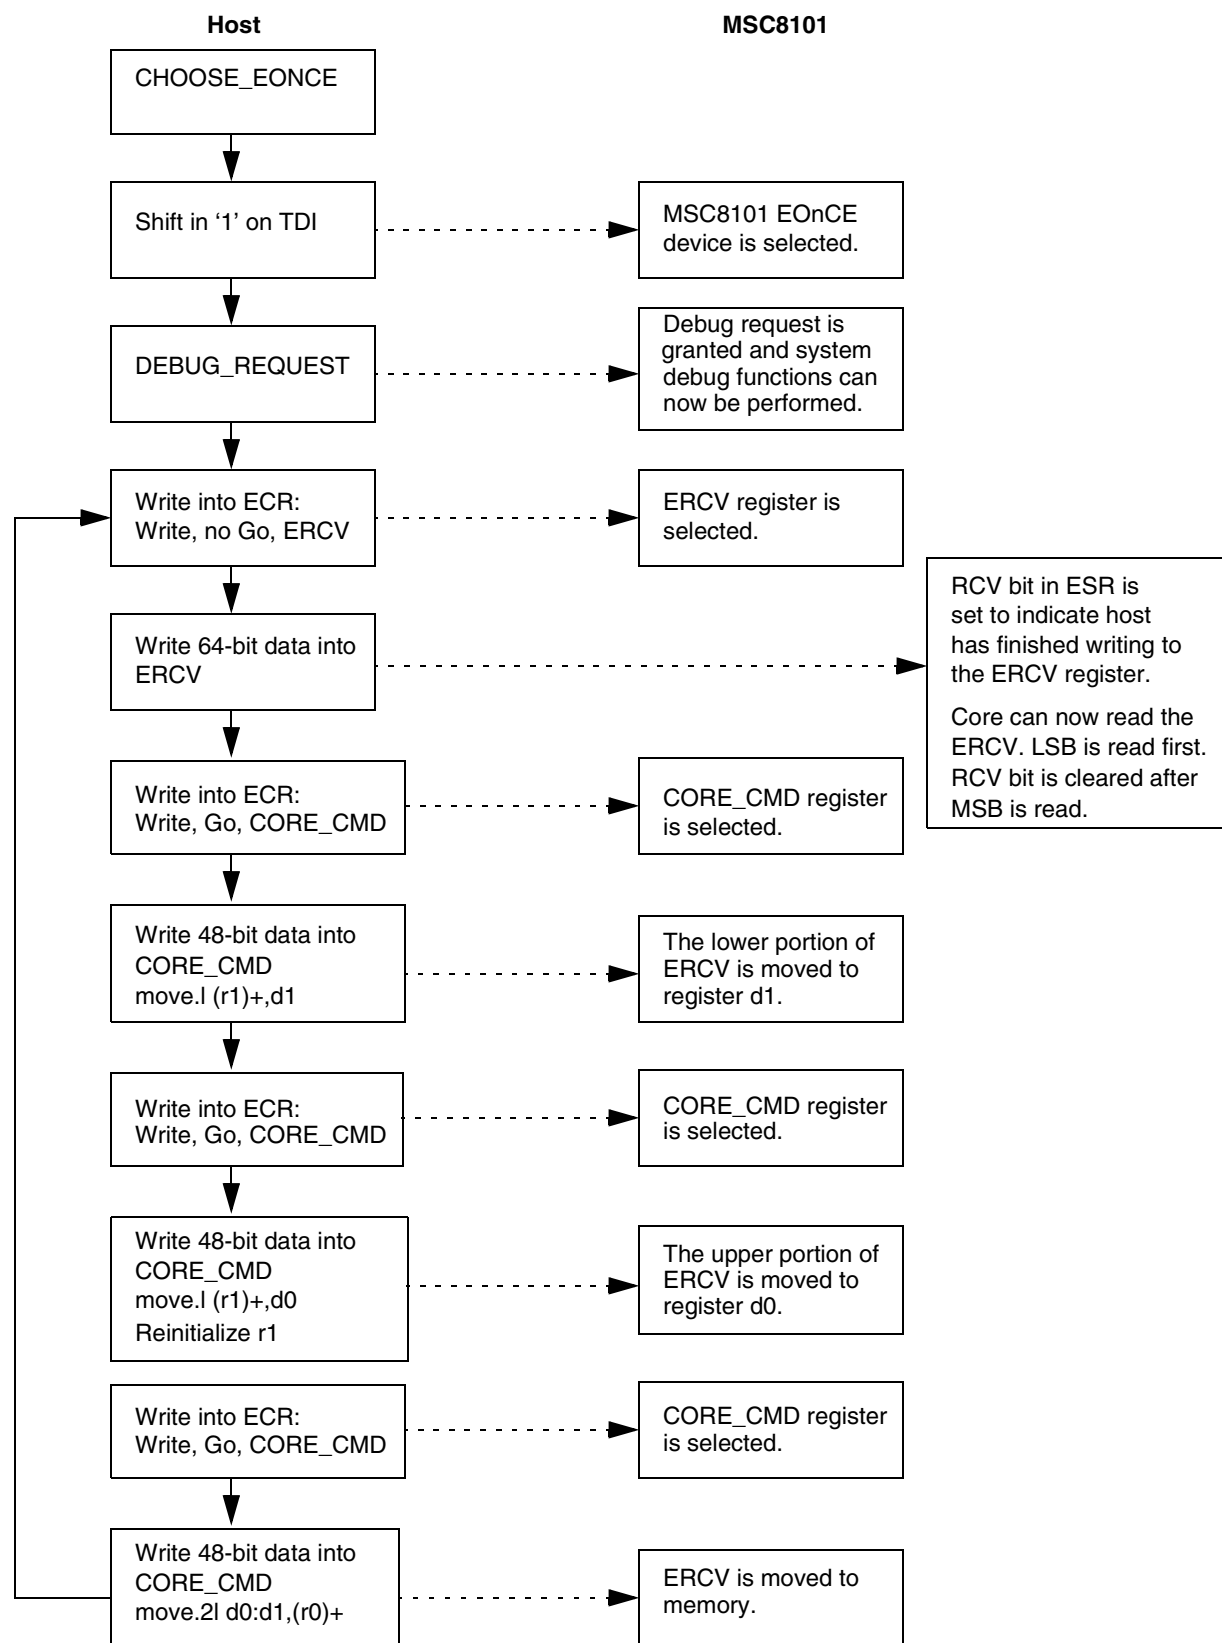 Host
MSC8101
CHOOSE_EONCE
Shift in ‘1’ on TDI
MSC8101 EOnCE
device is selected.
DEBUG_REQUEST
Debug request is
granted and system
debug functions can
now be performed.
Write into ECR:
Write, no Go, ERCV
ERCV register is
selected.
Write 64-bit data into
ERCV
RCV bit in ESR is
set to indicate host
has finished writing to
the ERCV register.
Core can now read the
ERCV. LSB is read first.
RCV bit is cleared after
MSB is read.
Write into ECR:
Write, Go, CORE_CMD
CORE_CMD register
is selected.
Write 48-bit data into
CORE_CMD
move.l (r1)+,d1
The lower portion of
ERCV is moved to
register d1.
Write into ECR:
Write, Go, CORE_CMD
CORE_CMD register
is selected.
Write 48-bit data into
CORE_CMD
move.l (r1)+,d0
Reinitialize r1
The upper portion of
ERCV is moved to
register d0.
Write into ECR:
Write, Go, CORE_CMD
CORE_CMD register
is selected.
Write 48-bit data into
CORE_CMD
move.2l d0:d1,(r0)+
ERCV is moved to
memory.